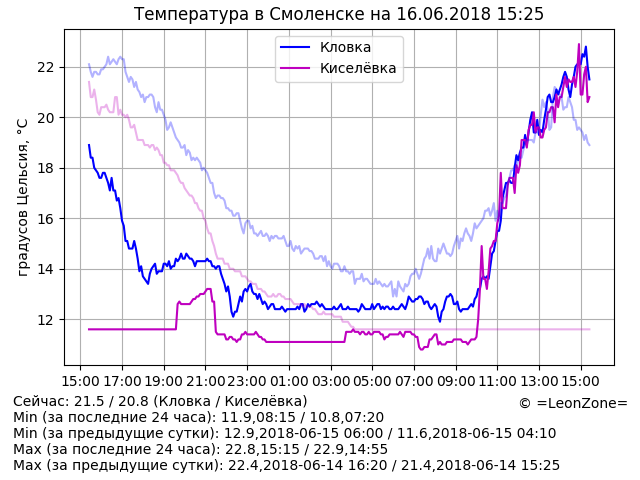 Температура в Смоленске на 16.06.2018 15:25
Кловка
Киселёвка
градусов Цельсия, °C
22
20
18
16
14
12
15:00 17:00 19:00 21:00 23:00 01:00 03:00 05:00 07:00 09:00 11:00 13:00 15:00
Сейчас: 21.5 / 20.8 (Кловка / Киселёвка)
© =LeonZone=
Min (за последние 24 часа): 11.9,08:15 / 10.8,07:20
Min (за предыдущие сутки): 12.9,2018-06-15 06:00 / 11.6,2018-06-15 04:10
Max (за последние 24 часа): 22.8,15:15 / 22.9,14:55
Max (за предыдущие сутки): 22.4,2018-06-14 16:20 / 21.4,2018-06-14 15:25